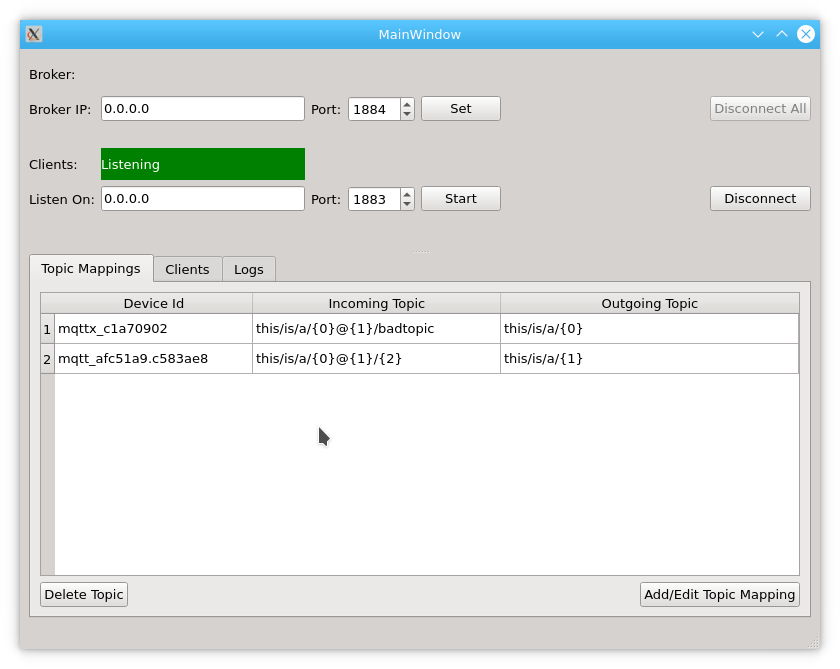 MainWindow
Broker:
Broker IP: 0.0.0.0 Port: 1884 Set Disconnect All
Clients: Listening
Listen On: 0.0.0.0 Port: 1883 Start Disconnect
Topic Mappings Clients Logs
Device Id Incoming Topic Outgoing Topic
1 mqttx_c1a70902 this/is/a/{0}@{1}/badtopic this/is/a/{0}
2 mqtt_afc51a9.c583ae8 this/is/a/{0}@{1}/{2} this/is/a/{1}
Delete Topic Add/Edit Topic Mapping